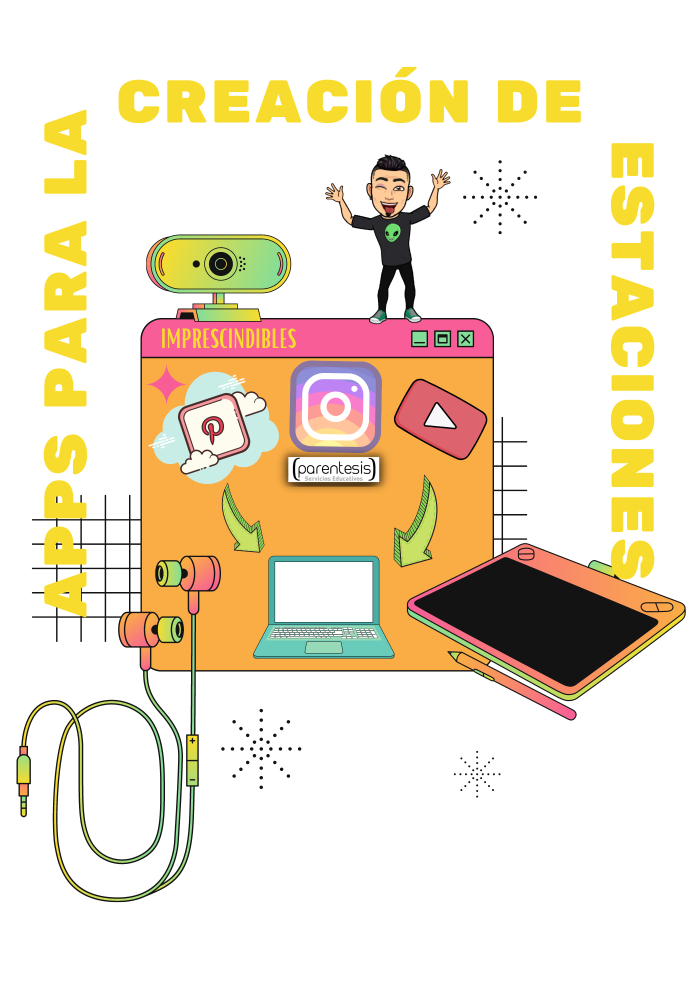 APPS PARA LA
CREACIÓN DE
ESTACIONES
IMPRESCINDIBLES
(parentesis)
Servicios Educativos